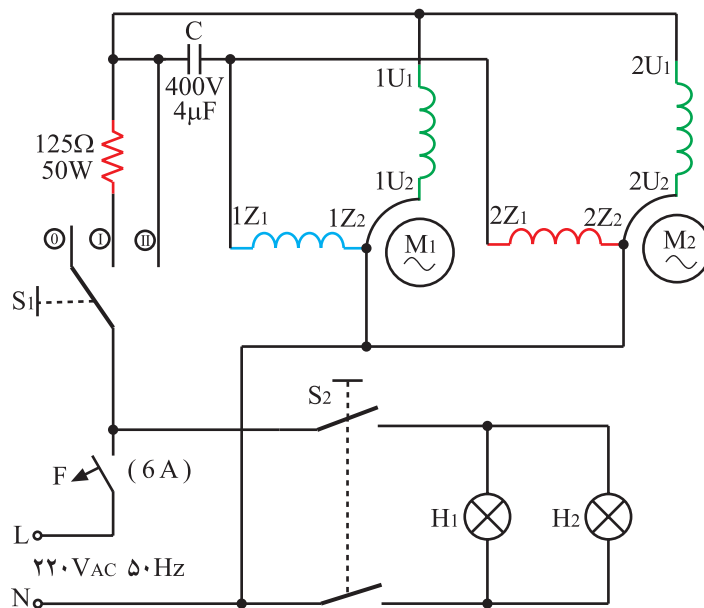 C
400V
4µF
1U1
2U1
125Ω
50W
1U2
2U2
1Z1
1Z2
2Z1
2Z2
0
I
II
M1
M2
S1
S2
F
(6A)
H1
H2
L
۲۲۰VAC ۵۰Hz
N